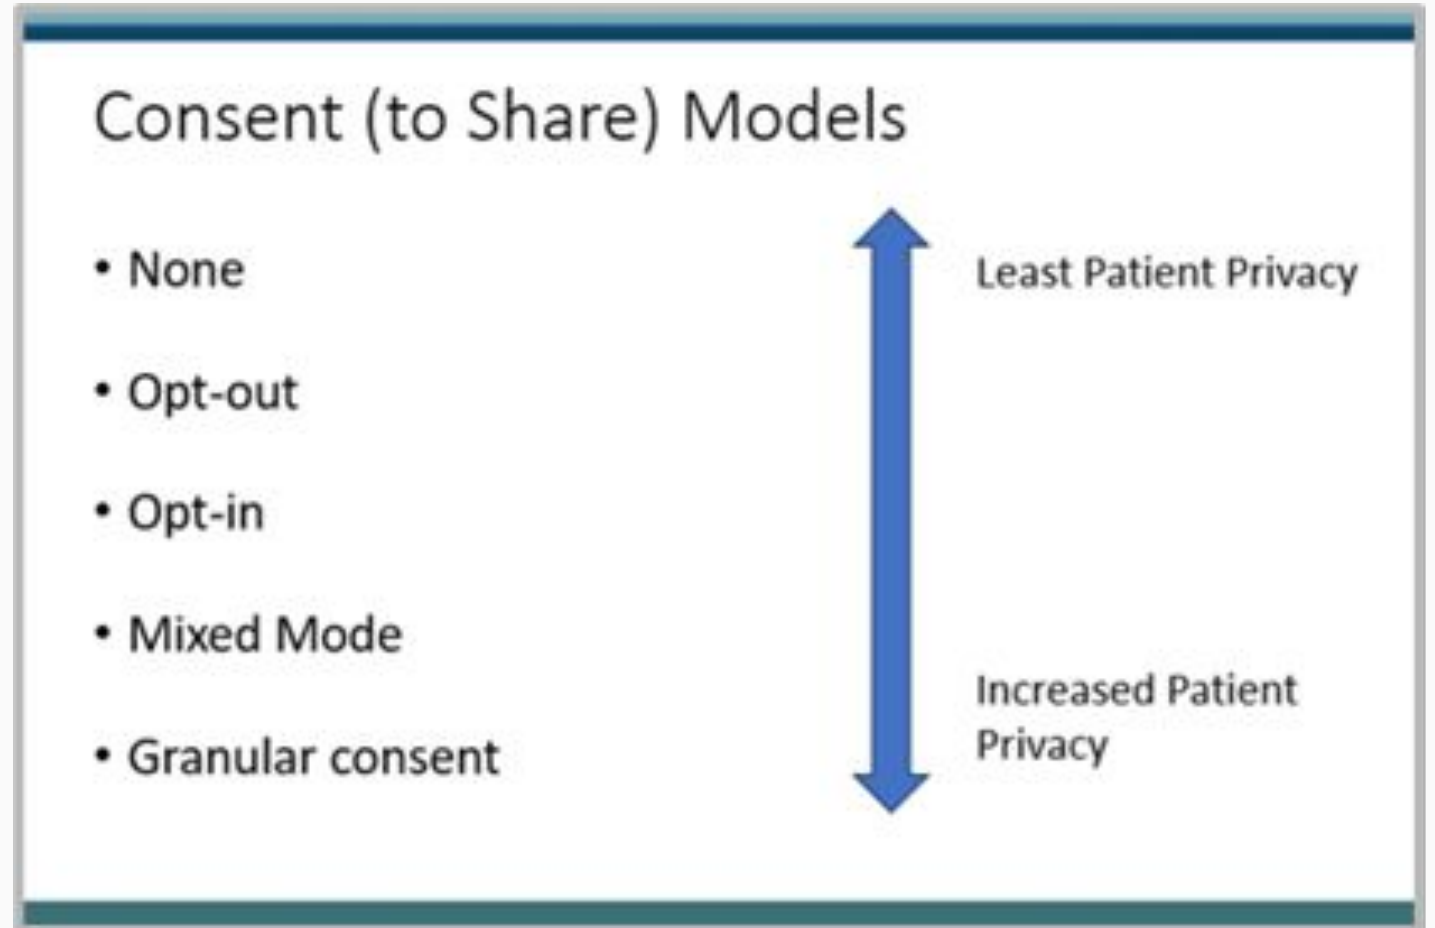 Consent (to Share) Models
• None
• Opt-out
• Opt-in
• Mixed Mode
• Granular consent
Least Patient Privacy
Increased Patient
Privacy